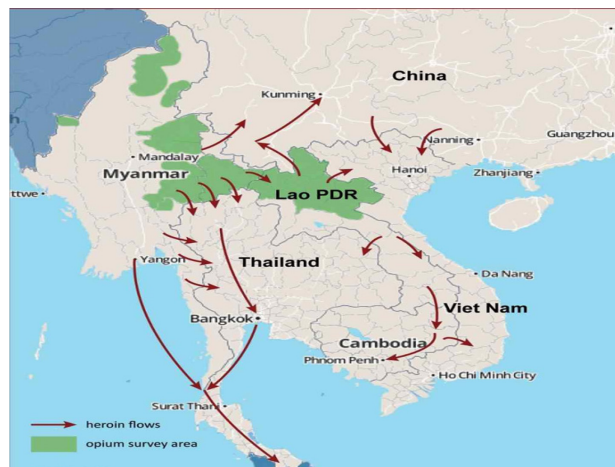 China
Kunming
Nanning
Guangzhou
Mandalay
Hanoi
Zhanjiang
Myanmar
Lao PDR
ttwe
Yangon
Thailand
Da Nang
Bangkok
Viet Nam
Cambodia
Phnom Penh
Ho Chi Minh City
Surat Thani
heroin flows
opium survey area